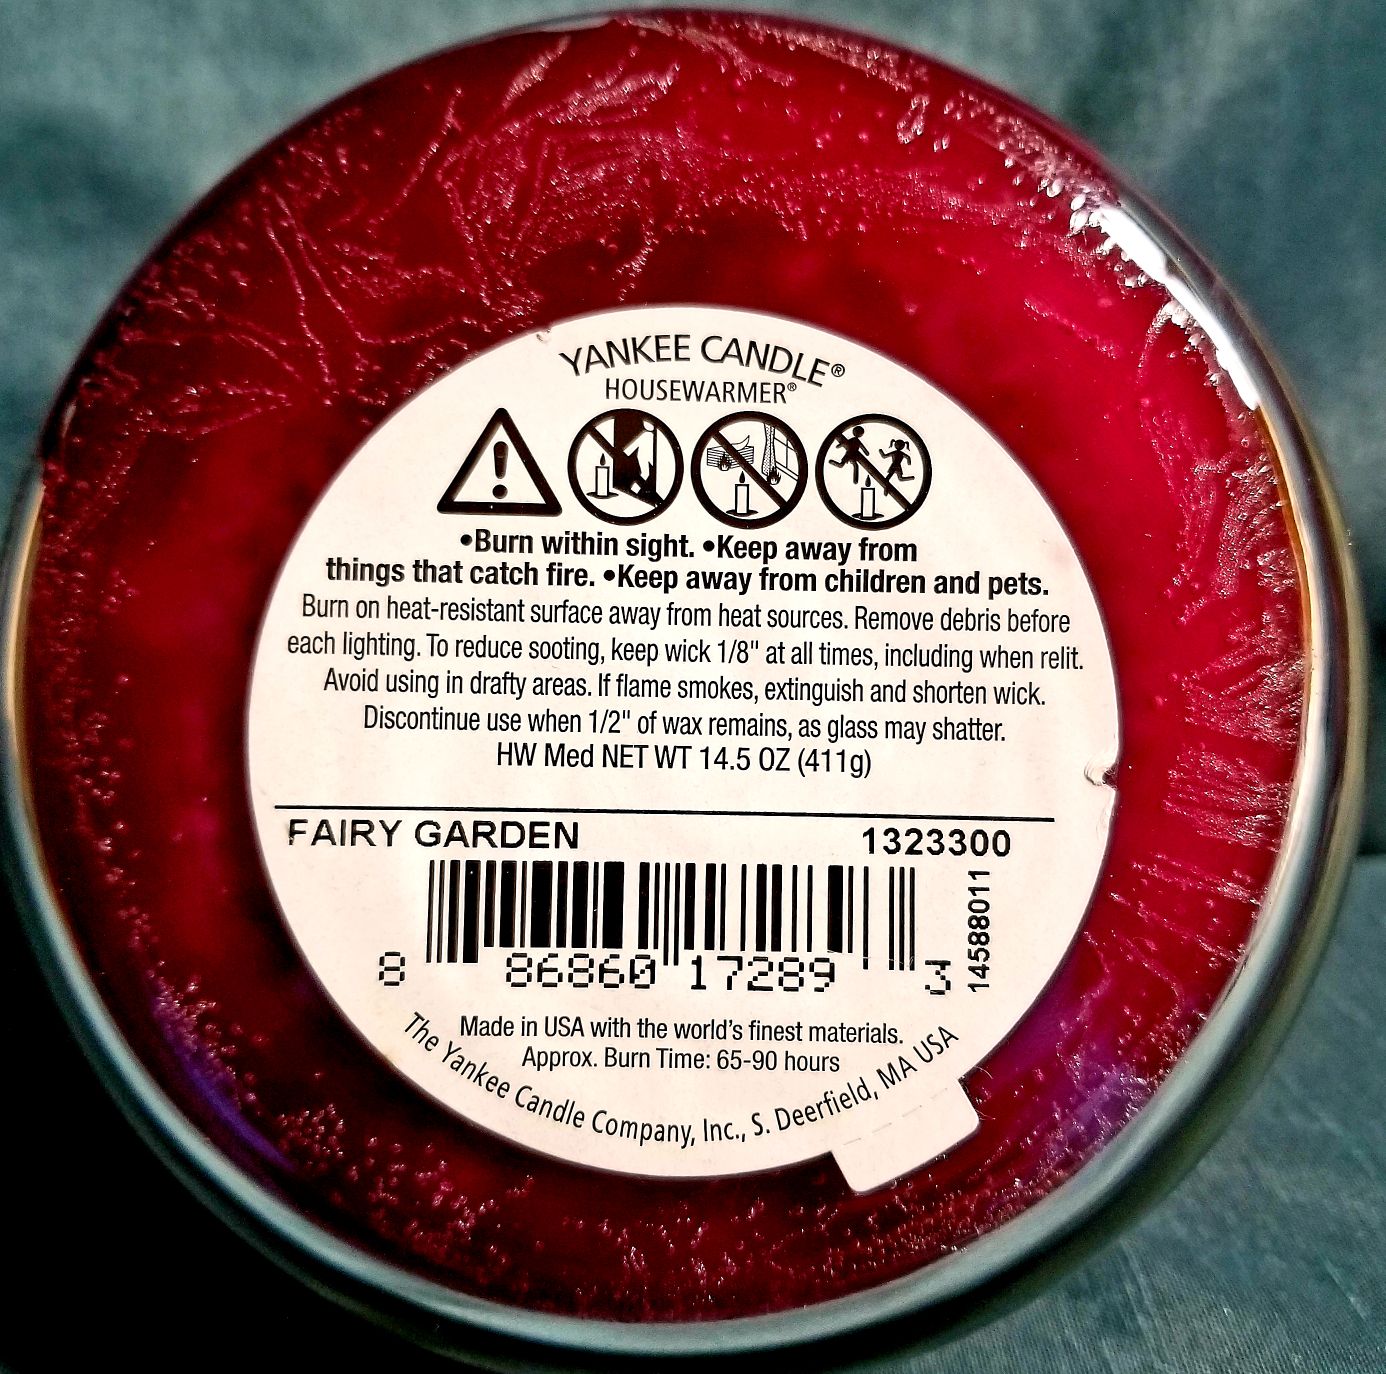 YANKEE CANDLE®
HOUSEWARMER®
•Burn within sight. •Keep away from
things that catch fire. •Keep away from children and pets.
Burn on heat-resistant surface away from heat sources. Remove debris before
each lighting. To reduce sooting, keep wick 1/8" at all times, including when relit.
Avoid using in drafty areas. If flame smokes, extinguish and shorten wick.
Discontinue use when 1/2" of wax remains, as glass may shatter.
HW Med NET WT 14.5 OZ (411g)
FAIRY GARDEN 1323300
8 86860 17289 3
14588011
Made in USA with the world's finest materials.
Approx. Burn Time: 65-90 hours
The Yankee Candle Company, Inc., S. Deerfield, MA USA